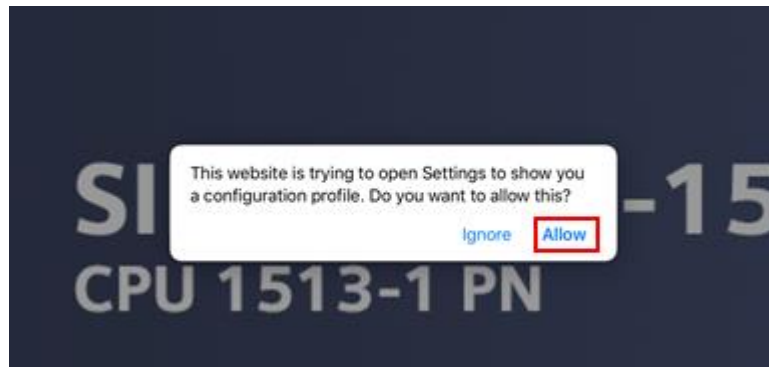 This website is trying to open Settings to show you
a configuration profile. Do you want to allow this?
Ignore Allow
SI -15
CPU 1513-1 PN